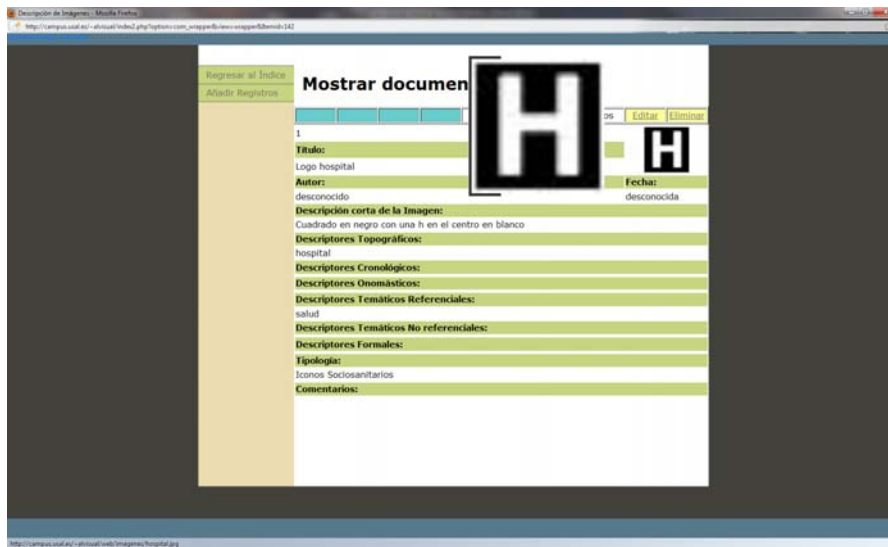 Descripción de Imágenes - Mozilla Firefox
http://campus.usal.es/~alvisual/index2.php?option=com_wrapper&view=wrapper&Itemid=142
Regresar al Índice
Añadir Registros
Mostrar documen
H
os Editar Eliminar
1
H
Título:
Logo hospital
Autor: Fecha:
desconocido desconocida
Descripción corta de la Imagen:
Cuadrado en negro con una h en el centro en blanco
Descriptores Topográficos:
hospital
Descriptores Cronológicos:
Descriptores Onomásticos:
Descriptores Temáticos Referenciales:
salud
Descriptores Temáticos No referenciales:
Descriptores Formales:
Tipología:
Iconos Sociosanitarios
Comentarios:
http://campus.usal.es/~alvisual/web/imagenes/hospital.jpg